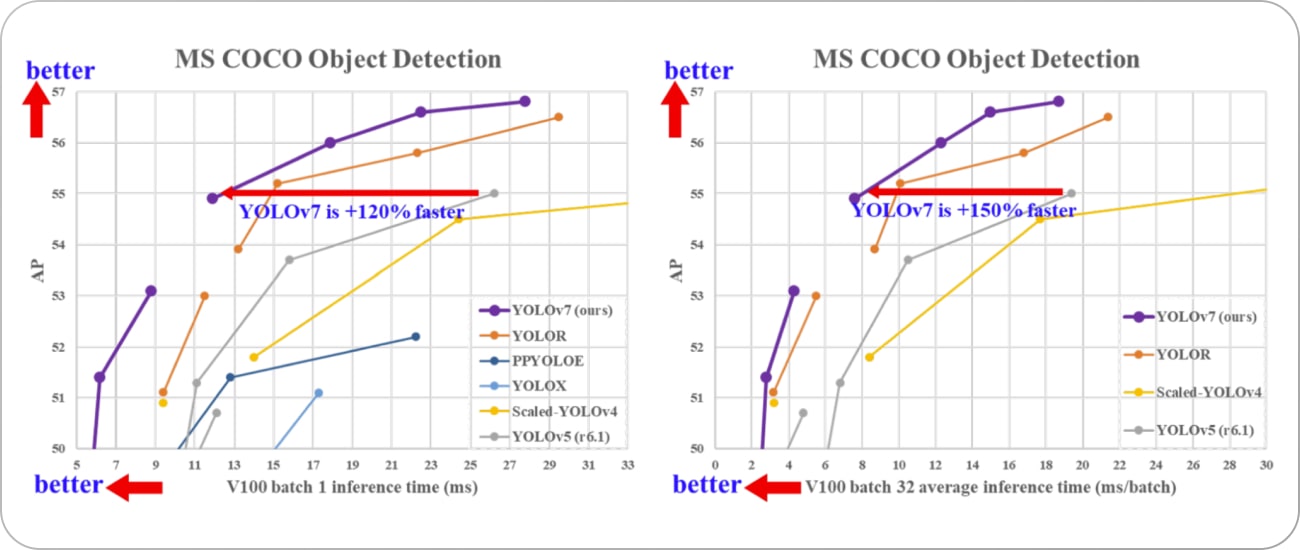 MS COCO Object Detection
better
57
56
55
54
53
52
51
50
AP
YOLOv7 is +120% faster
YOLOv7 (ours)
YOLOR
PPYOLOE
YOLOX
Scaled-YOLOv4
YOLOv5 (r6.1)
5 7 9 11 13 15 17 19 21 23 25 27 29 31 33
better
V100 batch 1 inference time (ms)
MS COCO Object Detection
better
57
56
55
54
53
52
51
50
AP
YOLOv7 is +150% faster
YOLOv7 (ours)
YOLOR
Scaled-YOLOv4
YOLOv5 (r6.1)
0 2 4 6 8 10 12 14 16 18 20 22 24 26 28 30
better
V100 batch 32 average inference time (ms/batch)